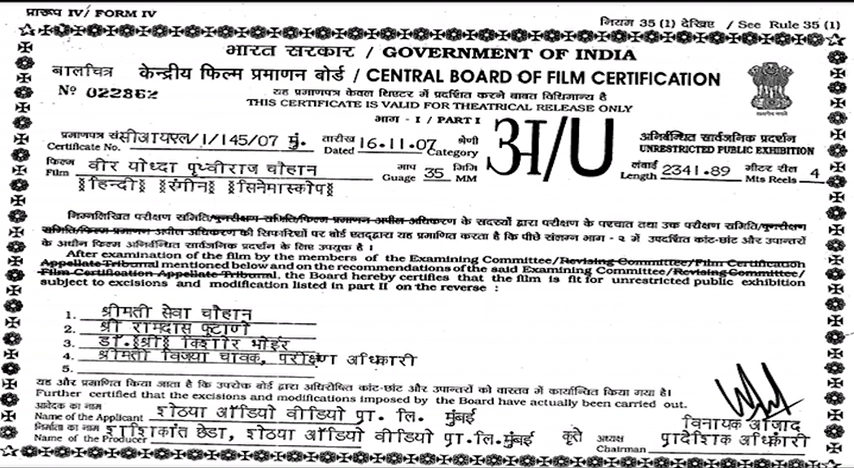 प्रारूप IV/ FORM IV
नियम 35 (1) देखिए / See Rule 35 (1)
भारत सरकार / GOVERNMENT OF INDIA
बालचित्र केन्द्रीय फिल्म प्रमाणन बोर्ड / CENTRAL BOARD OF FILM CERTIFICATION
Nº 022862
यह प्रमाणपत्र केवल थिएटर में प्रदर्शित करने बाबत विधिमान्य है
THIS CERTIFICATE IS VALID FOR THEATRICAL RELEASE ONLY
भाग - I / PART I
प्रमाणपत्र सं सीआयएल/1/145/07 मुं. तारीख 16.11.07 श्रेणी अ/U अनिर्बन्धित सार्वजनिक प्रदर्शन
Certificate No. Dated Category UNRESTRICTED PUBLIC EXHIBITION
फिल्म वीर योध्दा पृथ्वीराज चौहान माप 35 मिमि लंबाई 2341.89 मीटर रील 4
Film Guage MM Length Mts Reels
हिन्दी रंगीन सिनेमास्कोप
निम्नलिखित परीक्षण समिति/पुनरीक्षण समिति/फिल्म प्रमाणन अपील अधिकरण के सदस्यों द्वारा परीक्षण के पश्चात तथा उक्त परीक्षण समिति/पुनरीक्षण
समिति/फिल्म प्रमाणन अपील अधिकरण की सिफारिशों पर बोर्ड एतद्द्वारा यह प्रमाणित करता है कि पीछे संलग्न भाग - २ में उपदर्शित कांट-छांट और उपान्तरों
के अधीन फिल्म अनिर्बन्धित सार्वजनिक प्रदर्शन के लिए उपयुक्त है ।
After examination of the film by the members of the Examining Committee/Revising Committee/Film Certification
Appellate Tribunal mentioned below and on the recommendations of the said Examining Committee/Revising Committee/
Film Certification Appellate Tribunal, the Board hereby certifies that the film is fit for unrestricted public exhibition
subject to excisions and modification listed in part II on the reverse :
1. श्रीमती सेवा चौहान
2. श्री रामदास फूटाणे
3. डॉ. श्री किशोर भोईर
4. श्रीमती विजया चावक, परीक्षण अधिकारी
5.
यह और प्रमाणित किया जाता है कि उपरोक्त बोर्ड द्वारा अधिरोपित कांट-छांट और उपान्तरों को वास्तव में कार्यान्वित किया गया है।
Further certified that the excisions and modifications imposed by the Board have actually been carried out.
आवेदक का नाम शेठया ऑडियो वीडियो प्रा. लि. मुंबई
Name of the Applicant विनायक आजाद
निर्माता का नाम शशिकांत छेडा, शेठया ऑडियो वीडियो प्रा.लि.मुंबई कृते अध्यक्ष प्रादेशिक अधिकारी
Name of the Producer Chairman